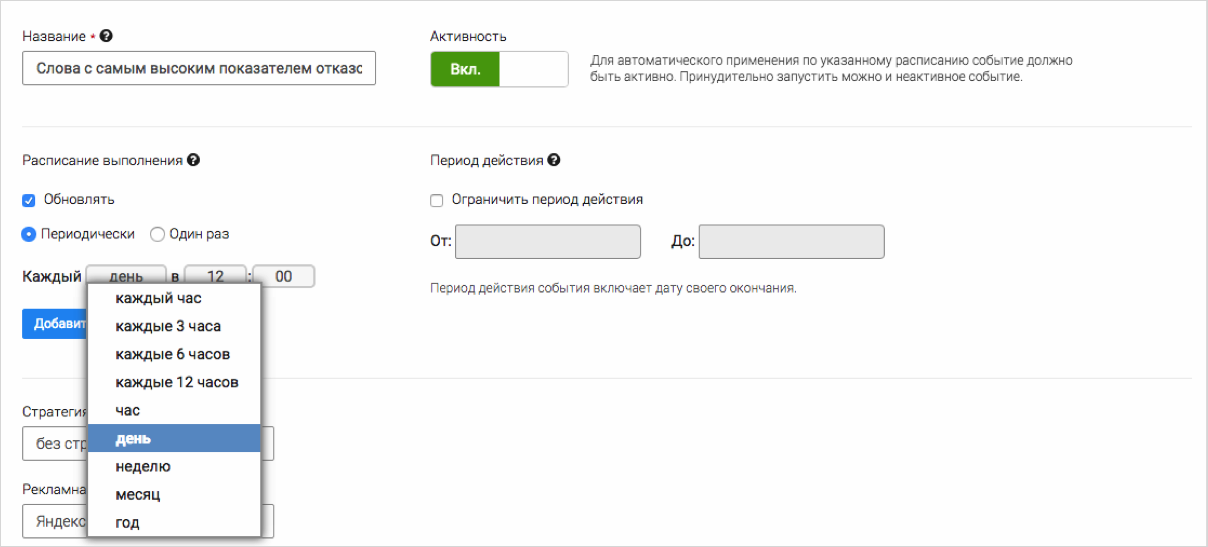 Название * ?
Активность
Слова с самым высоким показателем отказо
Вкл.
Для автоматического применения по указанному расписанию событие должно
быть активно. Принудительно запустить можно и неактивное событие.
Расписание выполнения ?
Период действия ?
Обновлять
Ограничить период действия
Периодически Один раз
От: До:
Каждый день в 12 : 00
Период действия события включает дату своего окончания.
каждый час
Добавит
каждые 3 часа
каждые 6 часов
каждые 12 часов
Стратегия
час
без стр
день
неделю
Рекламна
месяц
Яндекс
год